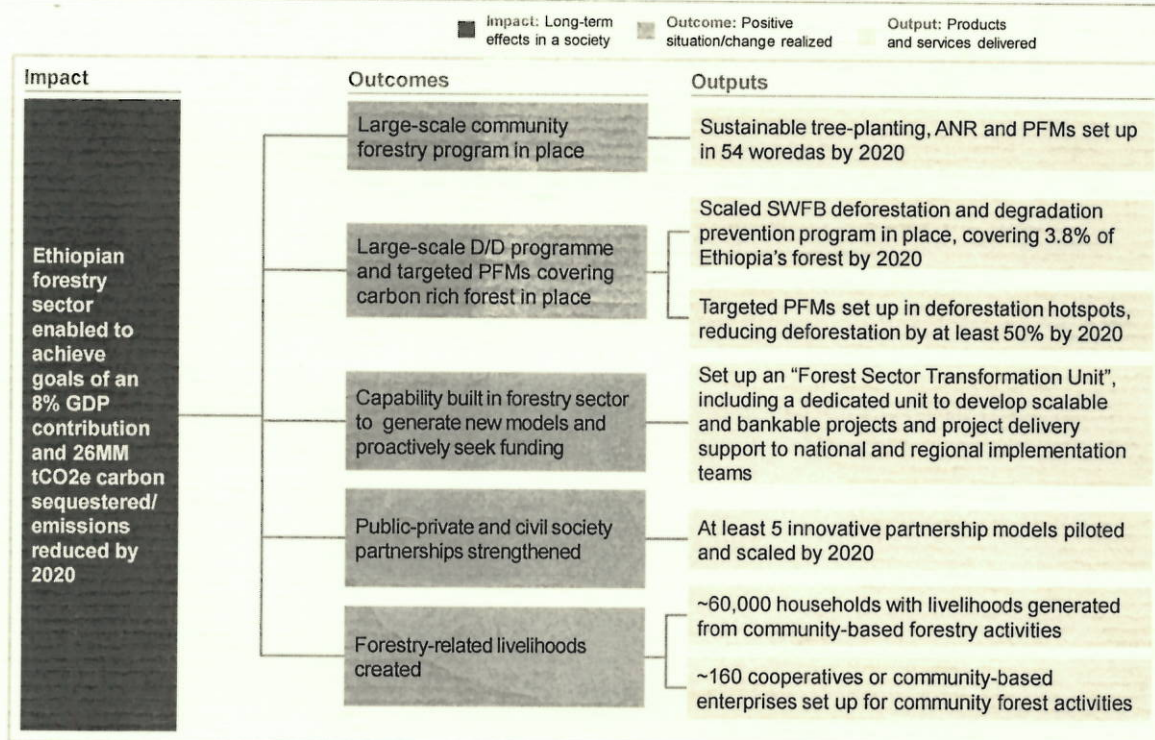 Impact: Long-term
effects in a society
Outcome: Positive
situation/change realized
Output: Products
and services delivered
Impact
Outcomes
Outputs
Ethiopian
forestry
sector
enabled to
achieve
goals of an
8% GDP
contribution
and 26MM
tCO2e carbon
sequestered/
emissions
reduced by
2020
Large-scale community
forestry program in place
Sustainable tree-planting, ANR and PFMs set up
in 54 woredas by 2020
Large-scale D/D programme
and targeted PFMs covering
carbon rich forest in place
Scaled SWFB deforestation and degradation
prevention program in place, covering 3.8% of
Ethiopia's forest by 2020
Targeted PFMs set up in deforestation hotspots,
reducing deforestation by at least 50% by 2020
Capability built in forestry sector
to generate new models and
proactively seek funding
Set up an "Forest Sector Transformation Unit",
including a dedicated unit to develop scalable
and bankable projects and project delivery
support to national and regional implementation
teams
Public-private and civil society
partnerships strengthened
At least 5 innovative partnership models piloted
and scaled by 2020
Forestry-related livelihoods
created
~60,000 households with livelihoods generated
from community-based forestry activities
~160 cooperatives or community-based
enterprises set up for community forest activities